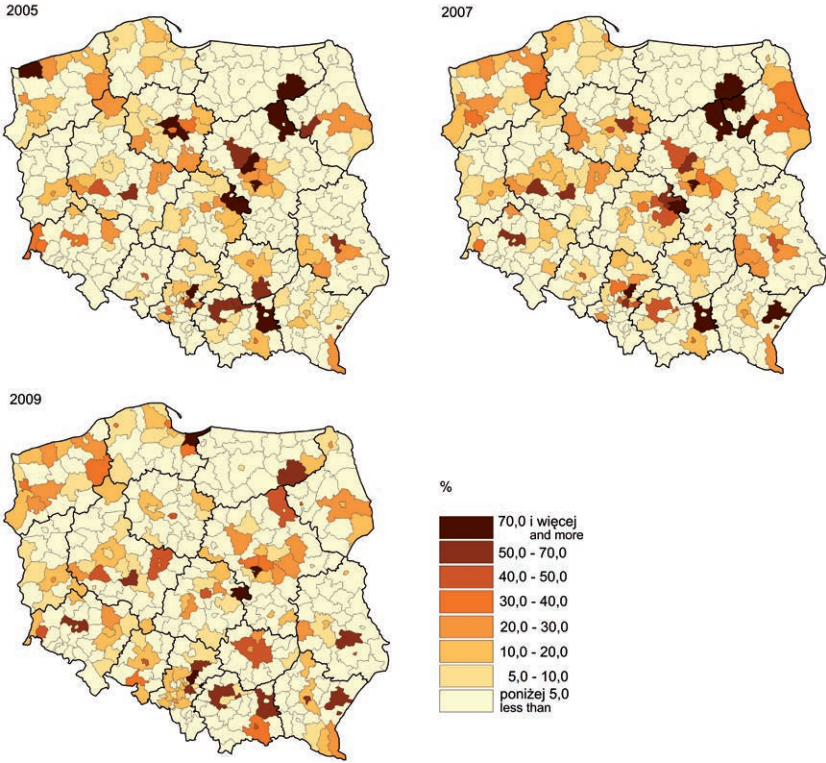 2005
2007
2009
%
70,0 i więcej
and more
50,0 - 70,0
40,0 - 50,0
30,0 - 40,0
20,0 - 30,0
10,0 - 20,0
5,0 - 10,0
poniżej 5,0
less than